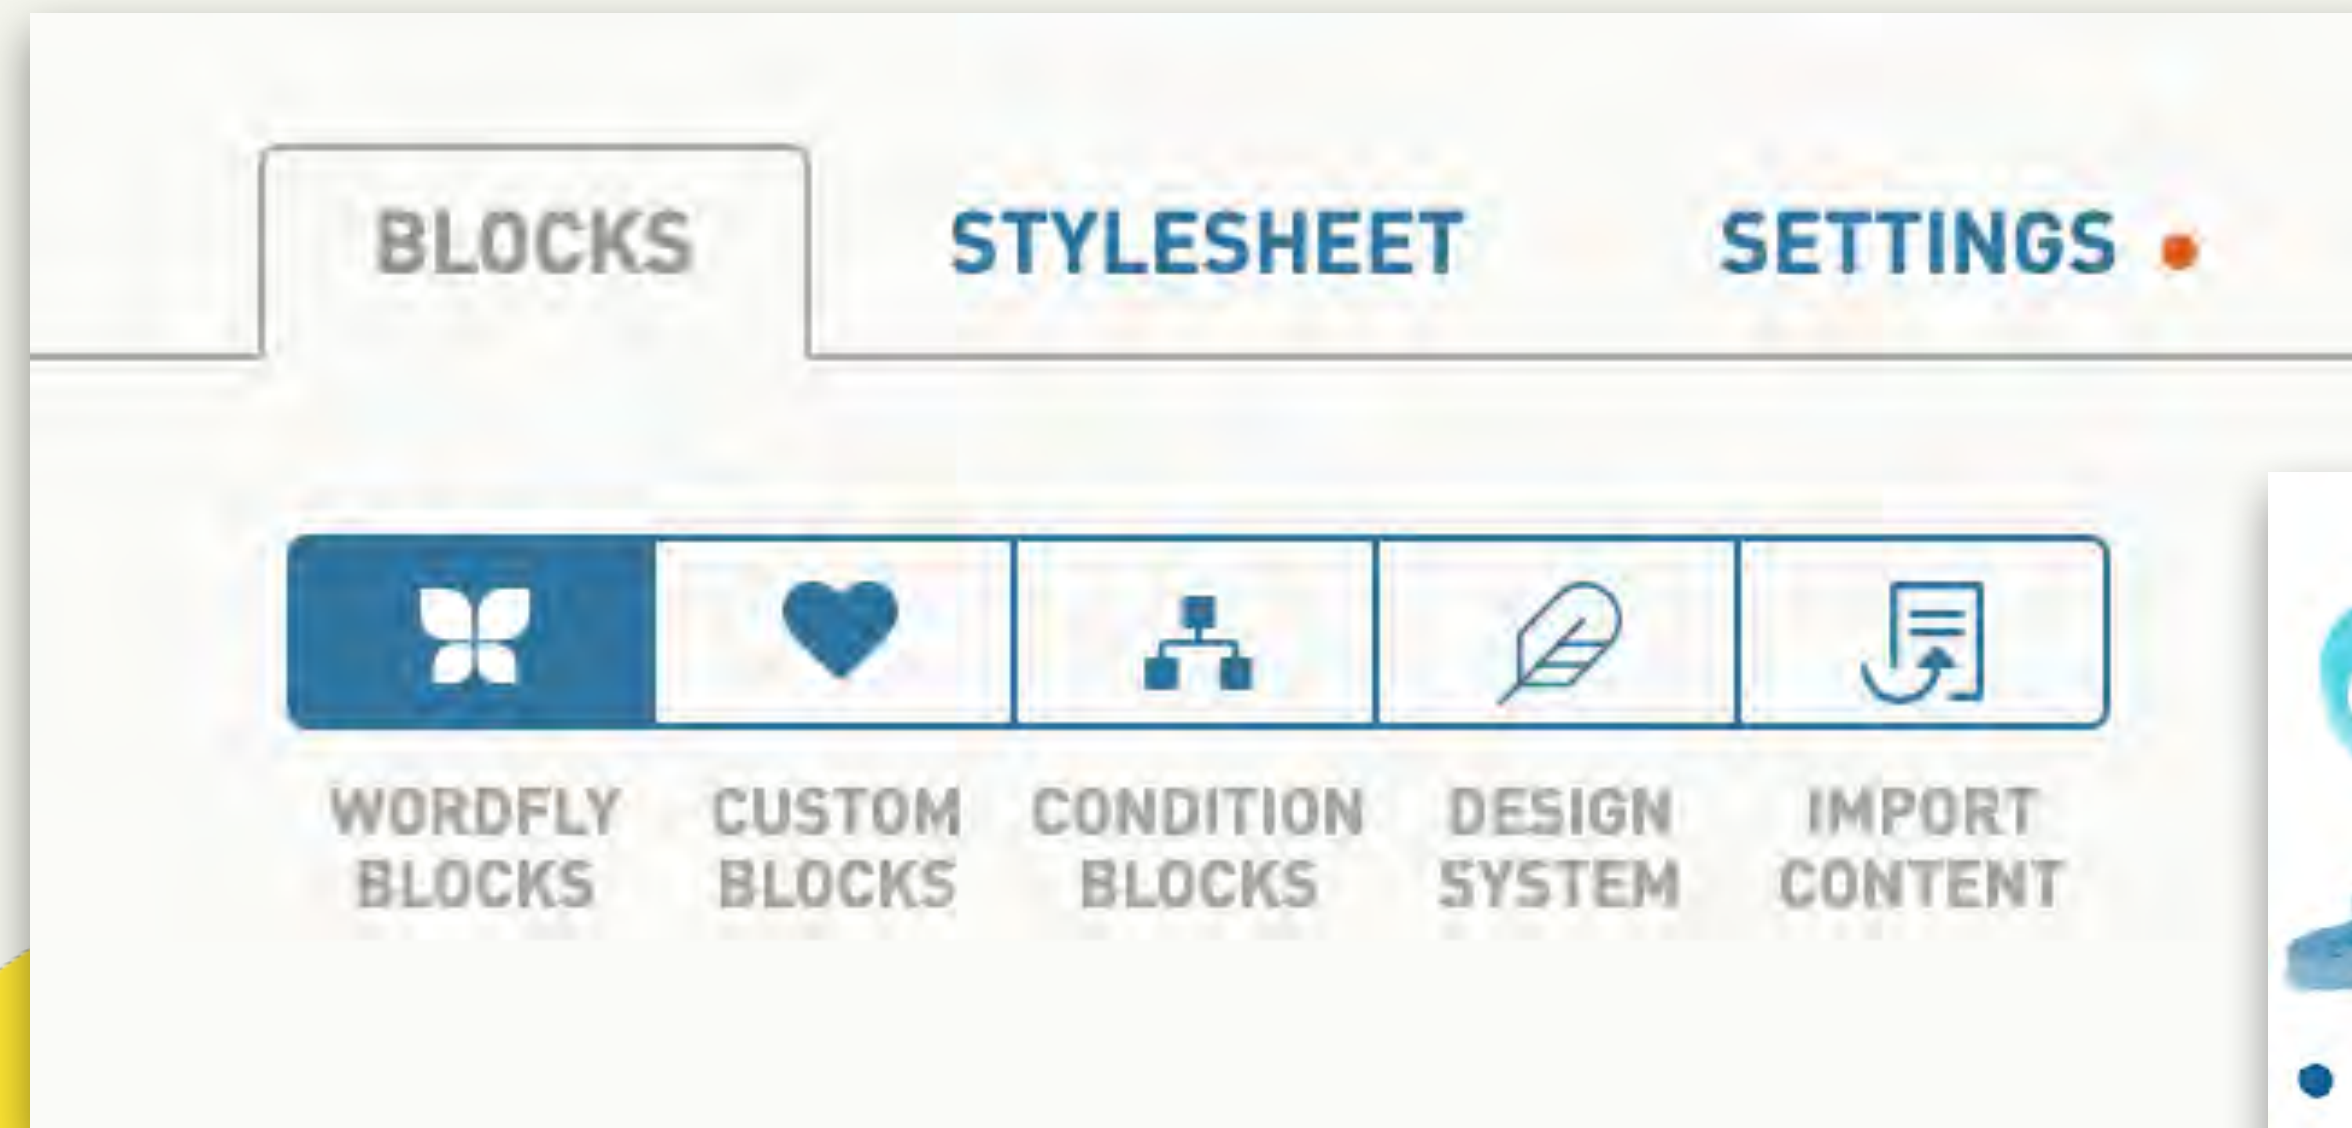 BLOCKS
STYLESHEET
SETTINGS
WORDFLY
BLOCKS
CUSTOM
BLOCKS
CONDITION
BLOCKS
DESIGN
SYSTEM
IMPORT
CONTENT